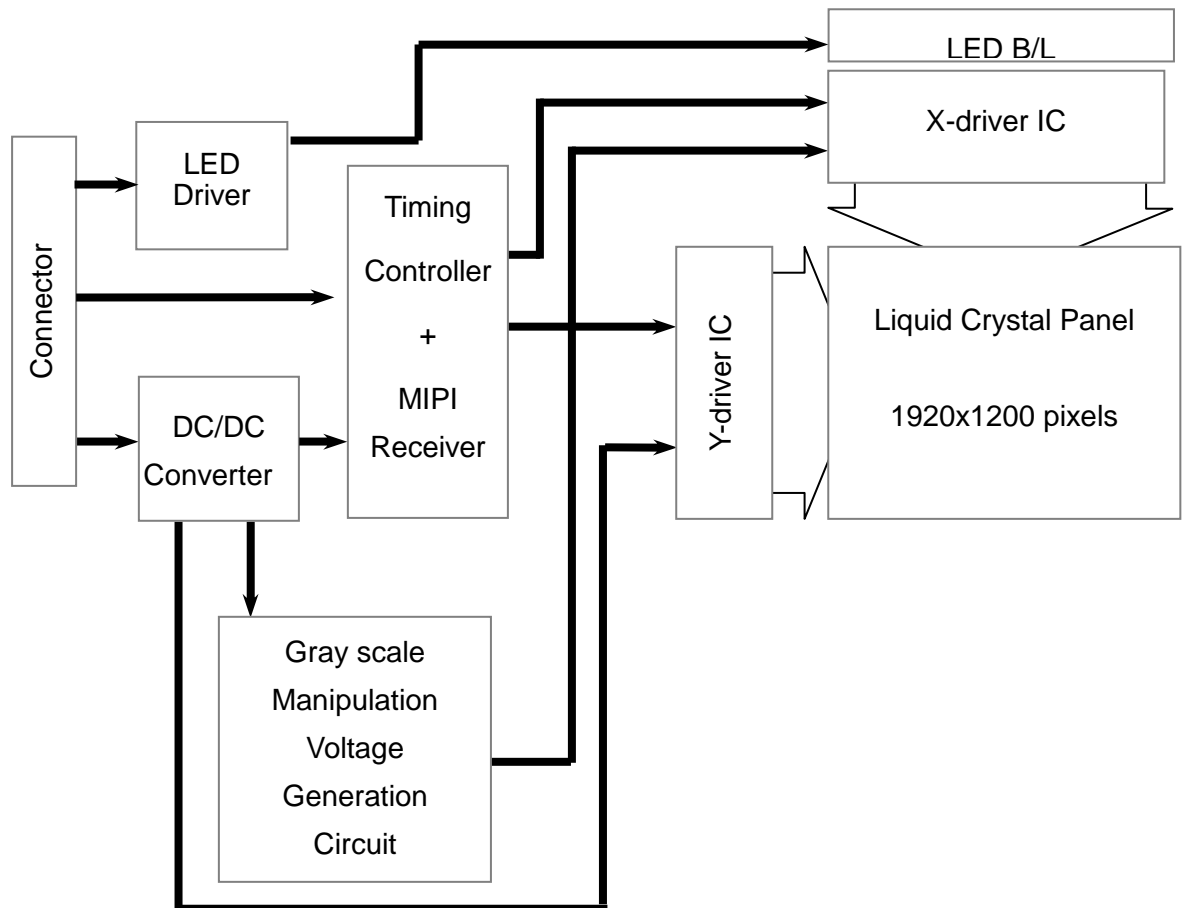 LED B/L
X-driver IC
LED
Driver
Timing
Controller
+
MIPI
Receiver
Connector
Y-driver IC
Liquid Crystal Panel
1920x1200 pixels
DC/DC
Converter
Gray scale
Manipulation
Voltage
Generation
Circuit